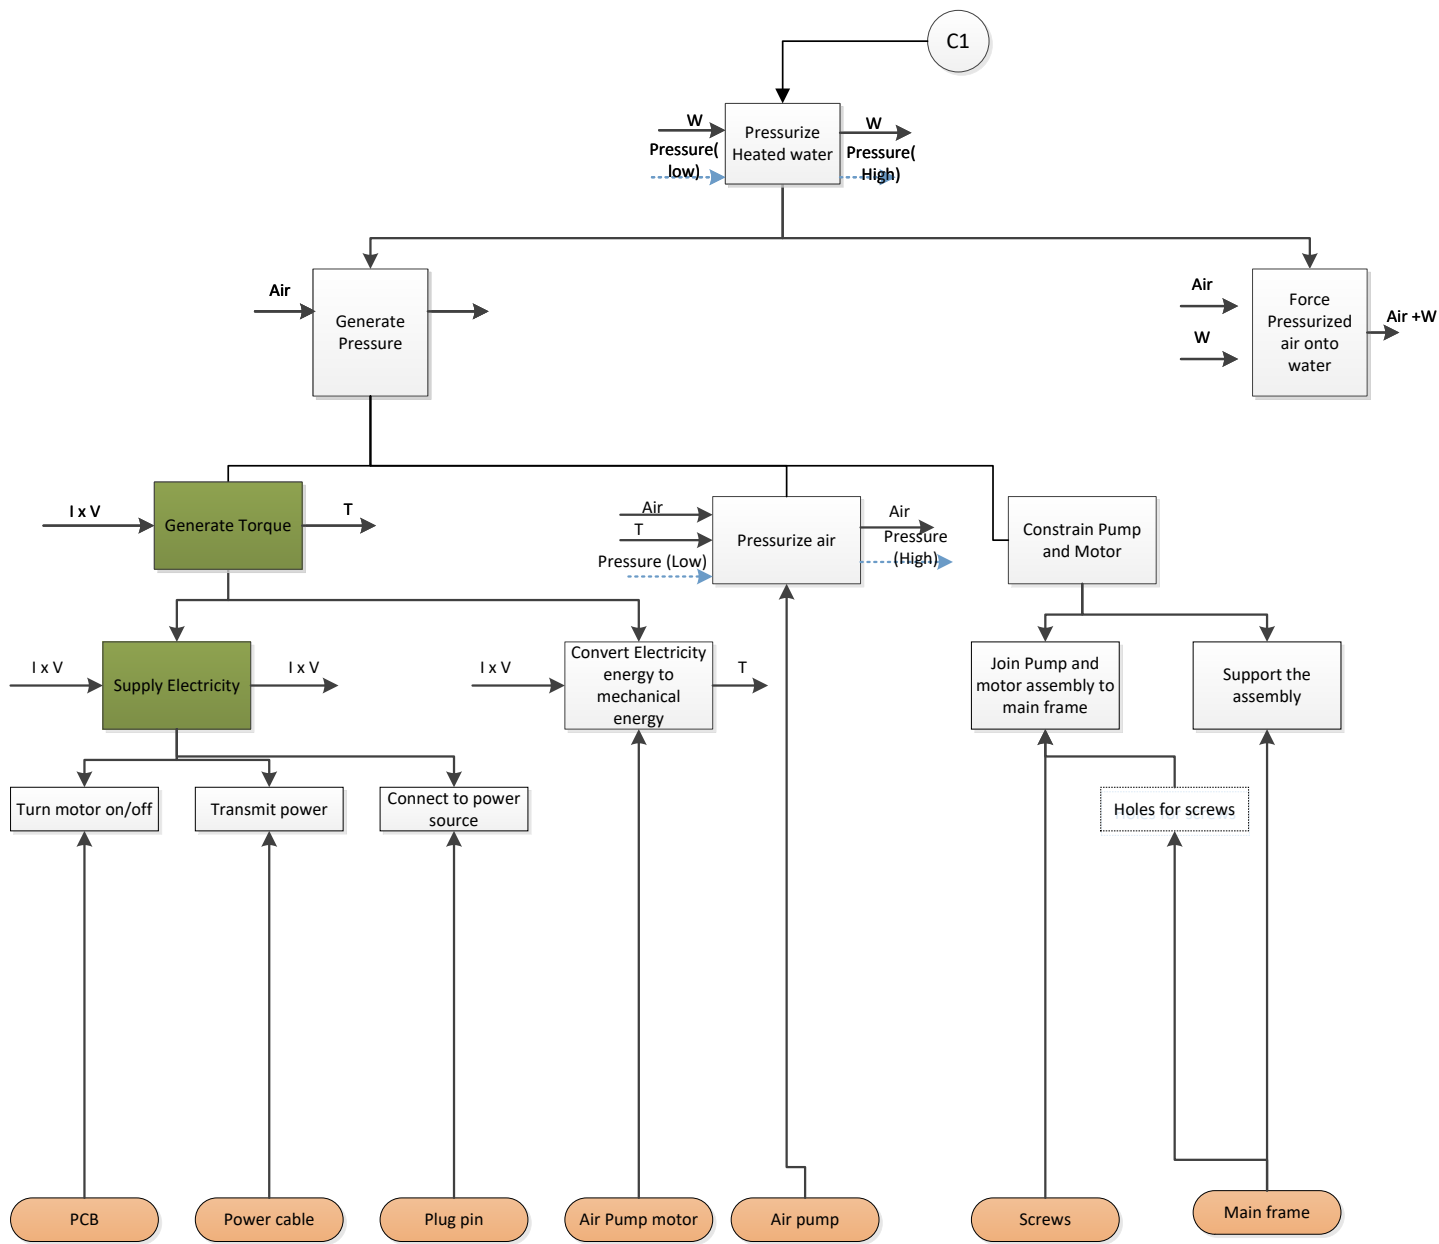 C1
W
Pressure(
low)
Pressurize
Heated water
W
Pressure(
High)
Air
Generate
Pressure
Air
W
Force
Pressurized
air onto
water
Air +W
I x V
Generate Torque
T
Air
T
Pressure (Low)
Pressurize air
Air
Pressure
(High)
Constrain Pump
and Motor
I x V
Supply Electricity
I x V
I x V
Convert Electricity
energy to
mechanical
energy
T
Join Pump and
motor assembly to
main frame
Support the
assembly
Turn motor on/off
Transmit power
Connect to power
source
Holes for screws
PCB
Power cable
Plug pin
Air Pump motor
Air pump
Screws
Main frame